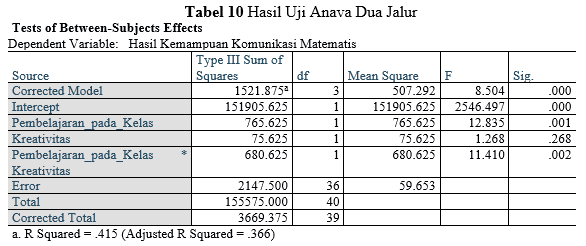 Tabel 10 Hasil Uji Anava Dua Jalur
Tests of Between-Subjects Effects
Dependent Variable: Hasil Kemampuan Komunikasi Matematis
Source Type III Sum of Squares df Mean Square F Sig.
Corrected Model 1521.875a 3 507.292 8.504 .000
Intercept 151905.625 1 151905.625 2546.497 .000
Pembelajaran_pada_Kelas 765.625 1 765.625 12.835 .001
Kreativitas 75.625 1 75.625 1.268 .268
Pembelajaran_pada_Kelas * 680.625 1 680.625 11.410 .002
Kreativitas
Error 2147.500 36 59.653
Total 155575.000 40
Corrected Total 3669.375 39
a. R Squared = .415 (Adjusted R Squared = .366)